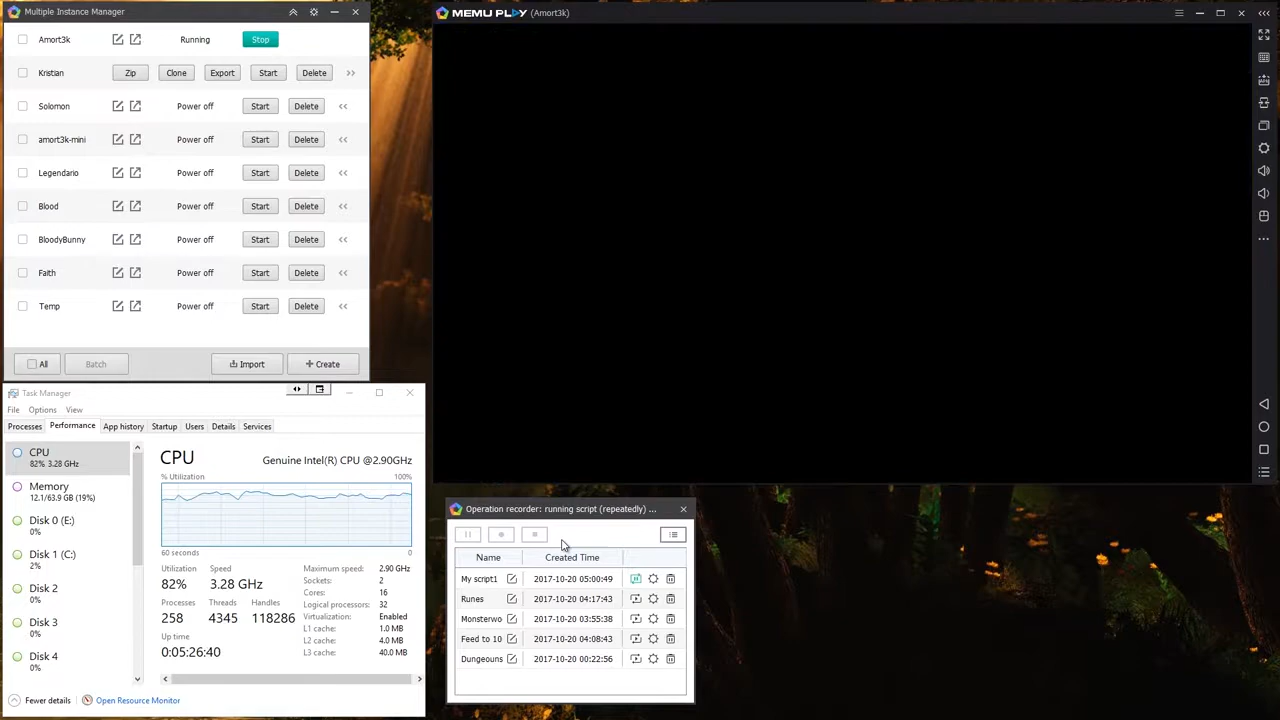 Multiple Instance Manager
Amort3k Running Stop
Kristian Zip Clone Export Start Delete
Solomon Power off Start Delete
amort3k-mini Power off Start Delete
Legendario Power off Start Delete
Blood Power off Start Delete
BloodyBunny Power off Start Delete
Faith Power off Start Delete
Temp Power off Start Delete
All Batch Import + Create
MEMU PLAY (Amort3k)
Task Manager
File Options View
Processes Performance App history Startup Users Details Services
CPU
82% 3.28 GHz
Memory
12.1/63.9 GB (19%)
Disk 0 (E:)
0%
Disk 1 (C:)
2%
Disk 2
0%
Disk 3
0%
Disk 4
0%
CPU Genuine Intel(R) CPU @2.90GHz
% Utilization 100%
60 seconds 0
Utilization Speed
82% 3.28 GHz
Processes Threads Handles
258 4345 118286
Up time
0:05:26:40
Maximum speed: 2.90 GHz
Sockets: 2
Cores: 16
Logical processors: 32
Virtualization: Enabled
L1 cache: 1.0 MB
L2 cache: 4.0 MB
L3 cache: 40.0 MB
Fewer details Open Resource Monitor
Operation recorder: running script (repeatedly) ...
Name Created Time
My script1 2017-10-20 05:00:49
Runes 2017-10-20 04:17:43
Monsterwo 2017-10-20 03:55:38
Feed to 10 2017-10-20 04:08:43
Dungeouns 2017-10-20 00:22:56